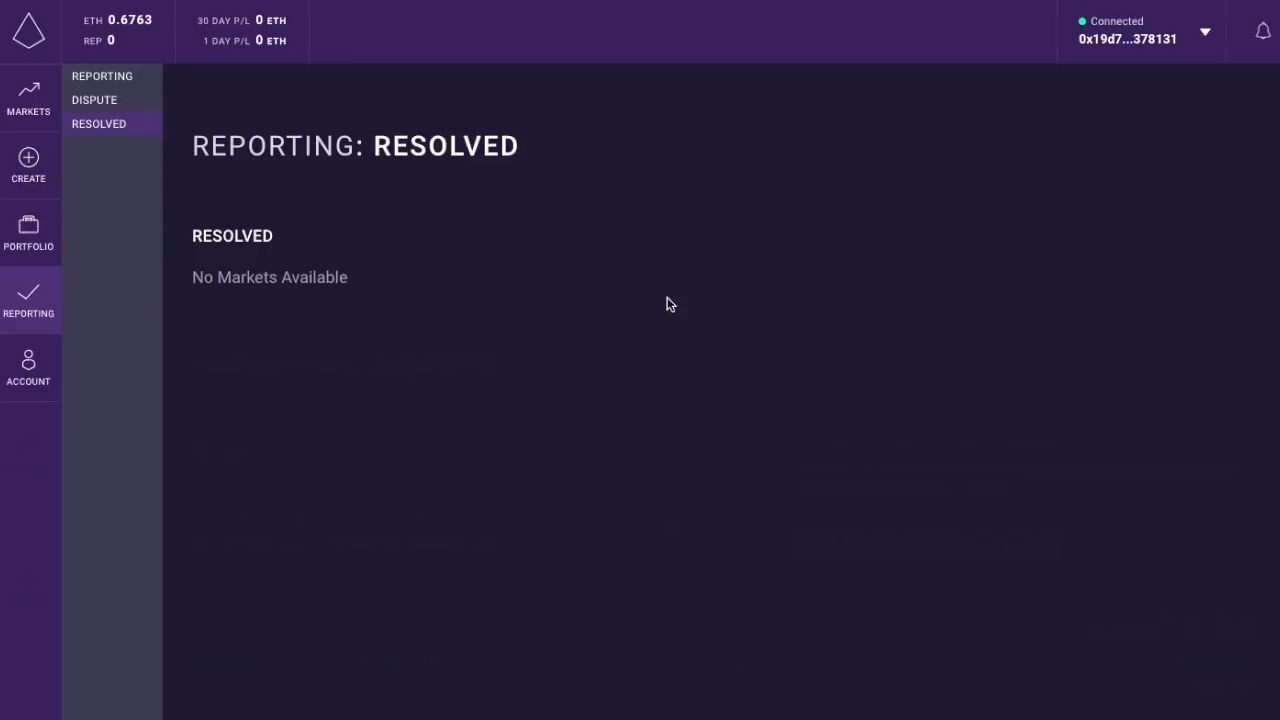 ETH 0.6763
REP 0
30 DAY P/L 0 ETH
1 DAY P/L 0 ETH
Connected
0x19d7...378131
MARKETS
CREATE
PORTFOLIO
REPORTING
ACCOUNT
REPORTING
DISPUTE
RESOLVED
REPORTING: RESOLVED
RESOLVED
No Markets Available